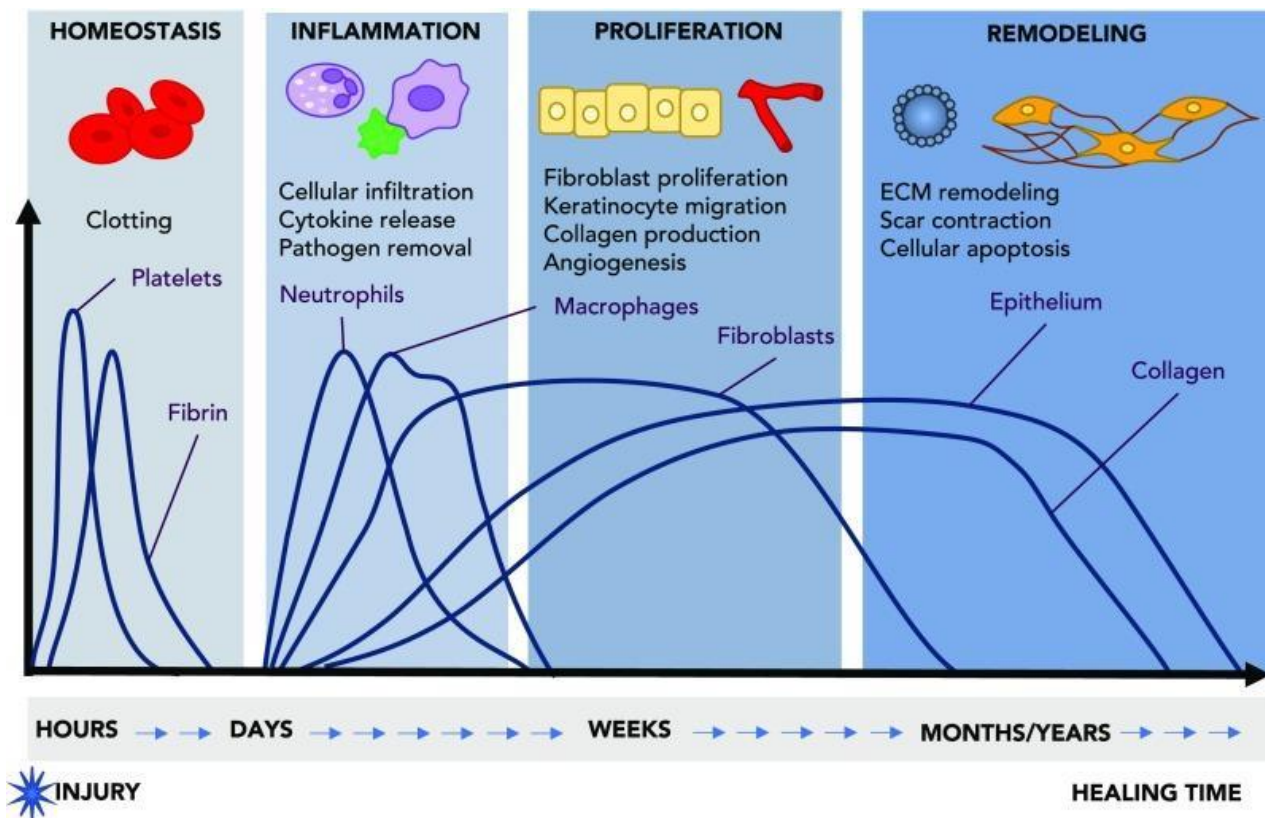 HOMEOSTASIS
INFLAMMATION
PROLIFERATION
REMODELING
Clotting
Cellular infiltration
Cytokine release
Pathogen removal
Fibroblast proliferation
Keratinocyte migration
Collagen production
Angiogenesis
ECM remodeling
Scar contraction
Cellular apoptosis
Platelets
Fibrin
Neutrophils
Macrophages
Fibroblasts
Epithelium
Collagen
HOURS
DAYS
WEEKS
MONTHS/YEARS
INJURY
HEALING TIME